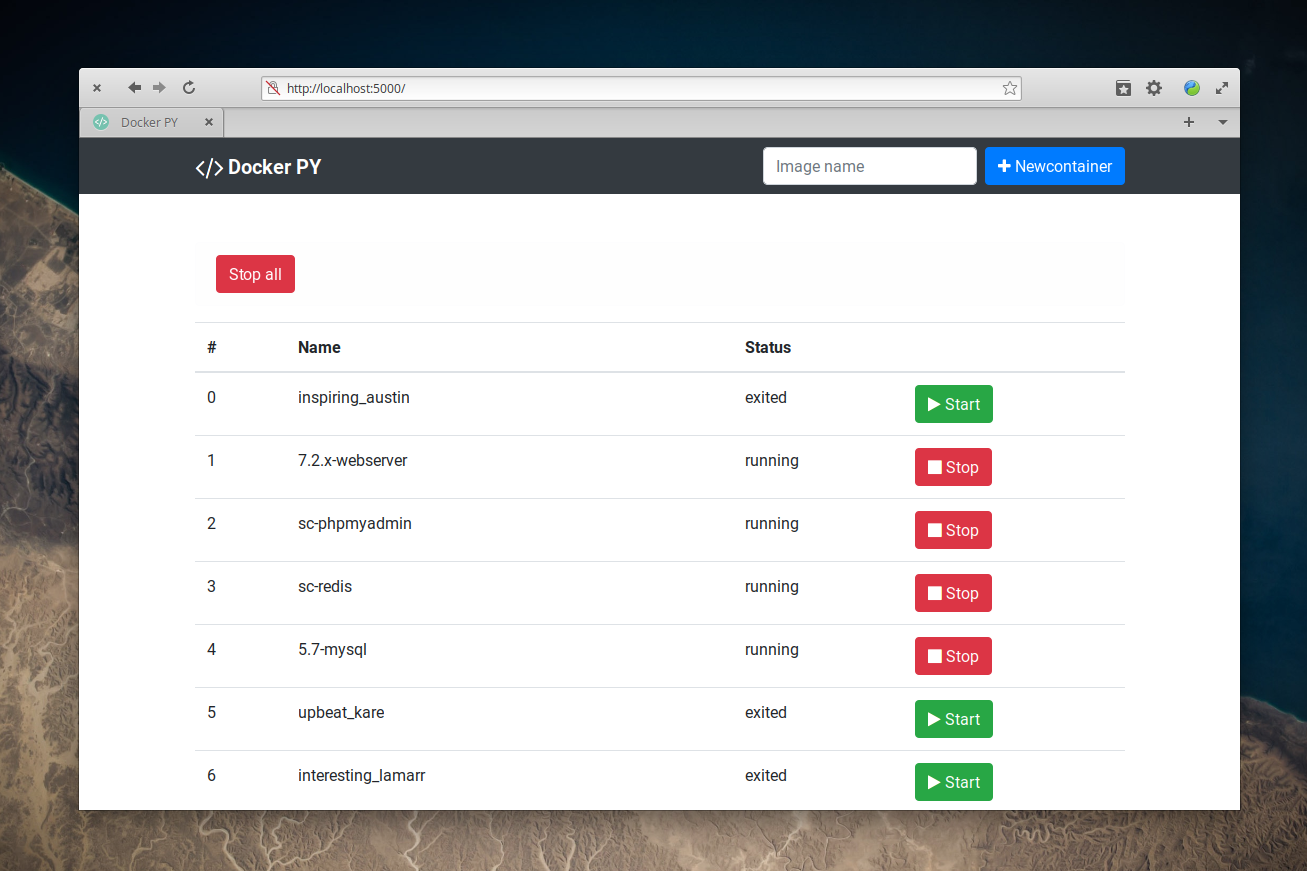 http://localhost:5000/
Docker PY
</> Docker PY
Image name
Newcontainer
Stop all
# Name Status
0 inspiring_austin exited Start
1 7.2.x-webserver running Stop
2 sc-phpmyadmin running Stop
3 sc-redis running Stop
4 5.7-mysql running Stop
5 upbeat_kare exited Start
6 interesting_lamarr exited Start